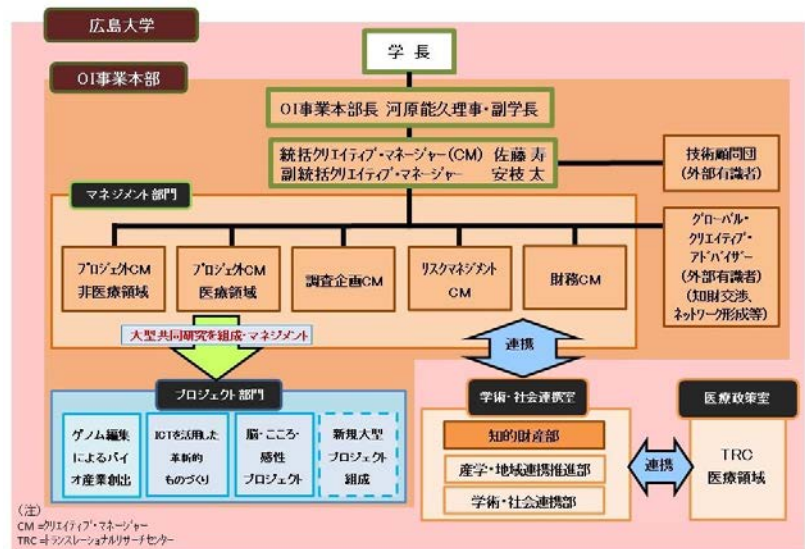 広島大学
学 長
OI事業本部
OI事業本部長 河原能久理事・副学長
統括クリエイティブ・マネージャー(CM) 佐藤 寿
副統括クリエイティブ・マネージャー 安枝 太
技術顧問団
(外部有識者)
マネジメント部門
グローバル・
クリエイティブ・
アドバイザー
(外部有識者)
(知財交渉、
ネットワーク形成等)
プロジェクトCM
非医療領域
プロジェクトCM
医療領域
調査企画CM
リスクマネジメント
CM
財務CM
大型共同研究を組成・マネジメント
連携
プロジェクト部門
ゲノム編集
によるバイ
オ産業創出
ICTを活用した
革新的
ものづくり
脳・こころ・
感性
プロジェクト
新規大型
プロジェクト
組成
学術・社会連携室
知的財産部
産学・地域連携推進部
学術・社会連携部
連携
医療政策室
TRC
医療領域
(注)
CM=クリエイティブ・マネージャー
TRC=トランスレーショナルリサーチセンター